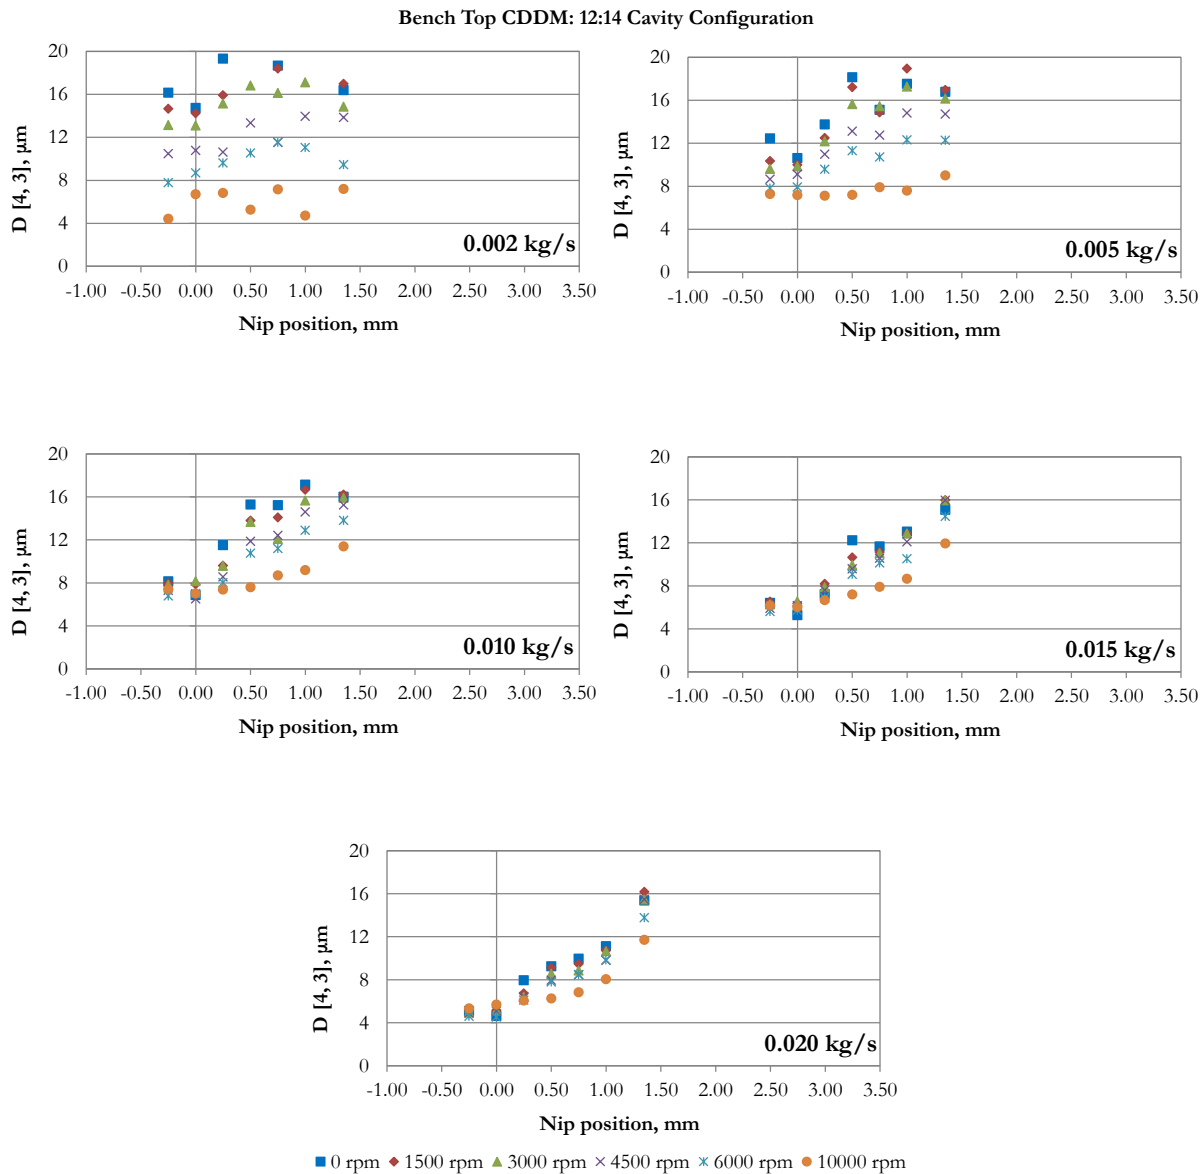 Bench Top CDDM: 12:14 Cavity Configuration
20
16
12
8
4
0
D [4, 3], μm
0.002 kg/s
-1.00 -0.50 0.00 0.50 1.00 1.50 2.00 2.50 3.00 3.50
Nip position, mm
20
16
12
8
4
0
D [4, 3], μm
0.005 kg/s
-1.00 -0.50 0.00 0.50 1.00 1.50 2.00 2.50 3.00 3.50
Nip position, mm
20
16
12
8
4
0
D [4, 3], μm
0.010 kg/s
-1.00 -0.50 0.00 0.50 1.00 1.50 2.00 2.50 3.00 3.50
Nip position, mm
20
16
12
8
4
0
D [4, 3], μm
0.015 kg/s
-1.00 -0.50 0.00 0.50 1.00 1.50 2.00 2.50 3.00 3.50
Nip position, mm
20
16
12
8
4
0
D [4, 3], μm
0.020 kg/s
-1.00 -0.50 0.00 0.50 1.00 1.50 2.00 2.50 3.00 3.50
Nip position, mm
0 rpm 1500 rpm 3000 rpm 4500 rpm 6000 rpm 10000 rpm